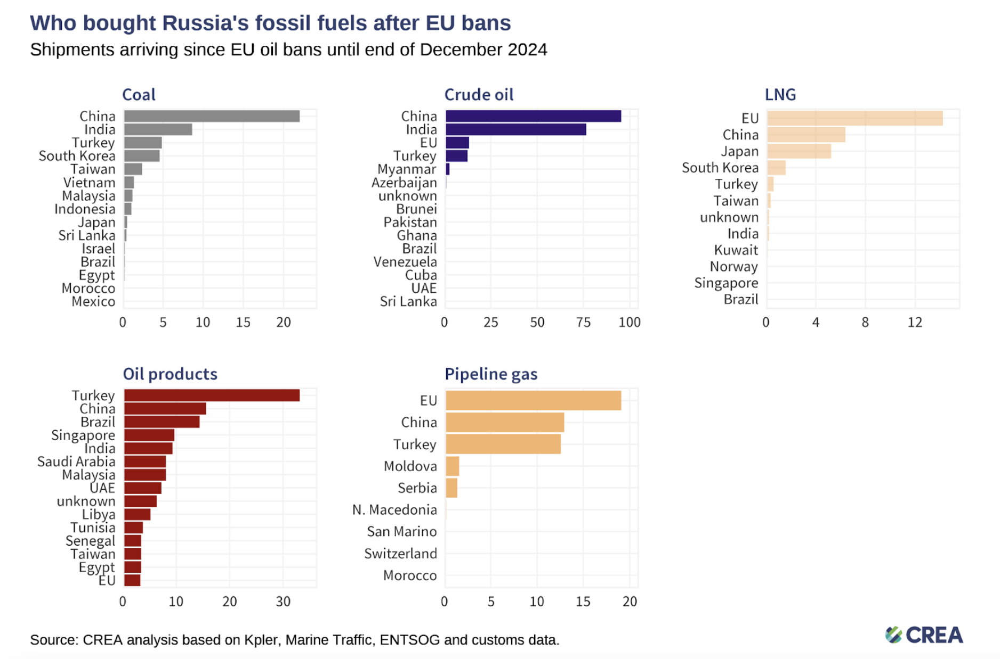 Who bought Russia's fossil fuels after EU bans
Shipments arriving since EU oil bans until end of December 2024
Coal
China
India
Turkey
South Korea
Taiwan
Vietnam
Malaysia
Indonesia
Japan
Sri Lanka
Israel
Brazil
Egypt
Morocco
Mexico
0 5 10 15 20
Crude oil
China
India
EU
Turkey
Myanmar
Azerbaijan
unknown
Brunei
Pakistan
Ghana
Brazil
Venezuela
Cuba
UAE
Sri Lanka
0 25 50 75 100
LNG
EU
China
Japan
South Korea
Turkey
Taiwan
unknown
India
Kuwait
Norway
Singapore
Brazil
0 4 8 12
Oil products
Turkey
China
Brazil
Singapore
India
Saudi Arabia
Malaysia
UAE
unknown
Libya
Tunisia
Senegal
Taiwan
Egypt
EU
0 10 20 30
Pipeline gas
EU
China
Turkey
Moldova
Serbia
N. Macedonia
San Marino
Switzerland
Morocco
0 5 10 15 20
Source: CREA analysis based on Kpler, Marine Traffic, ENTSOG and customs data.
CREA